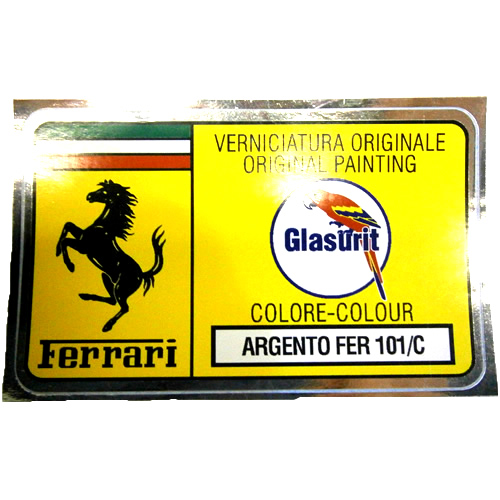 VERNICIATURA ORIGINALE
ORIGINAL PAINTING
Glasurit
COLORE-COLOUR
ARGENTO FER 101/C
Ferrari